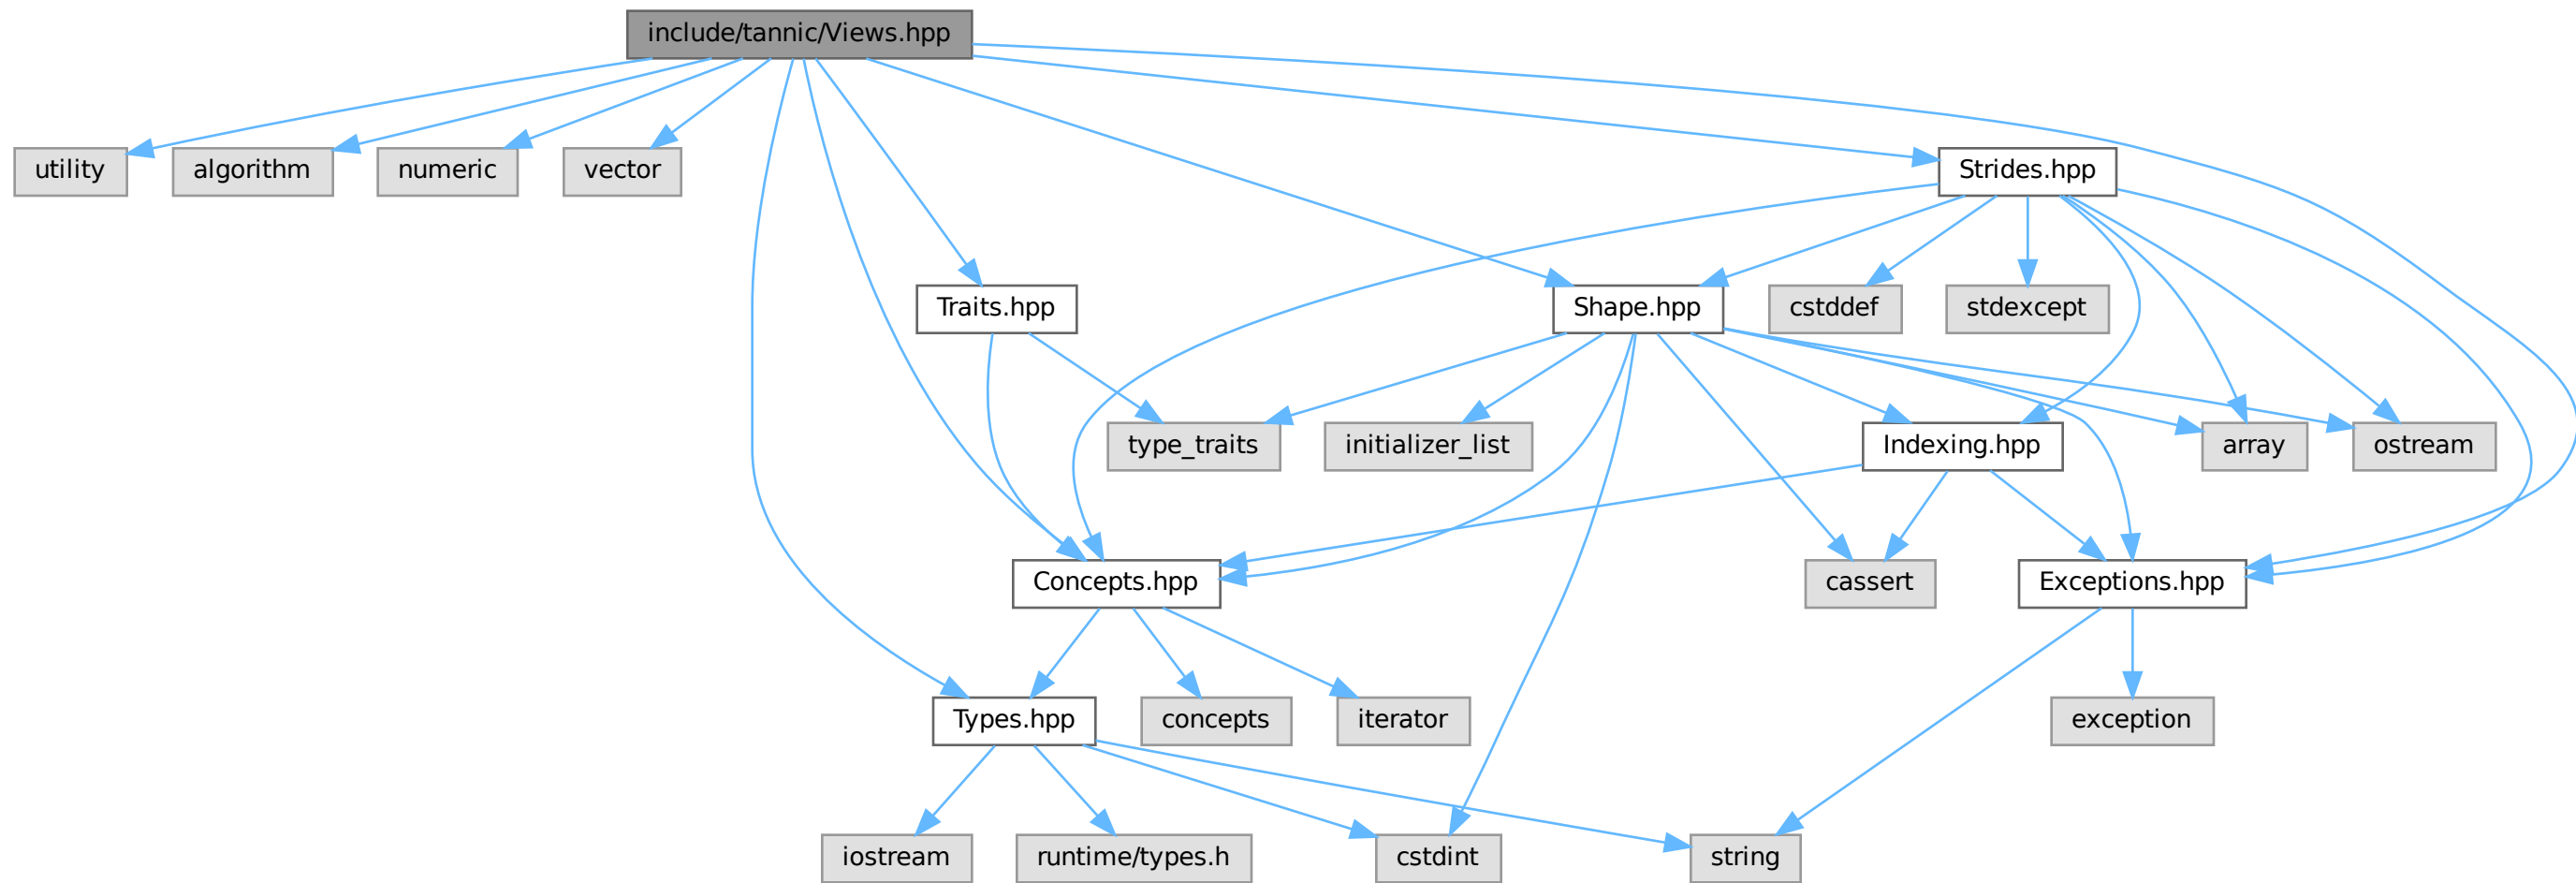 include/tannic/Views.hpp
utility
algorithm
numeric
vector
Strides.hpp
Traits.hpp
Shape.hpp
cstddef
stdexcept
type_traits
initializer_list
Indexing.hpp
array
ostream
Concepts.hpp
cassert
Exceptions.hpp
Types.hpp
concepts
iterator
exception
iostream
runtime/types.h
cstdint
string